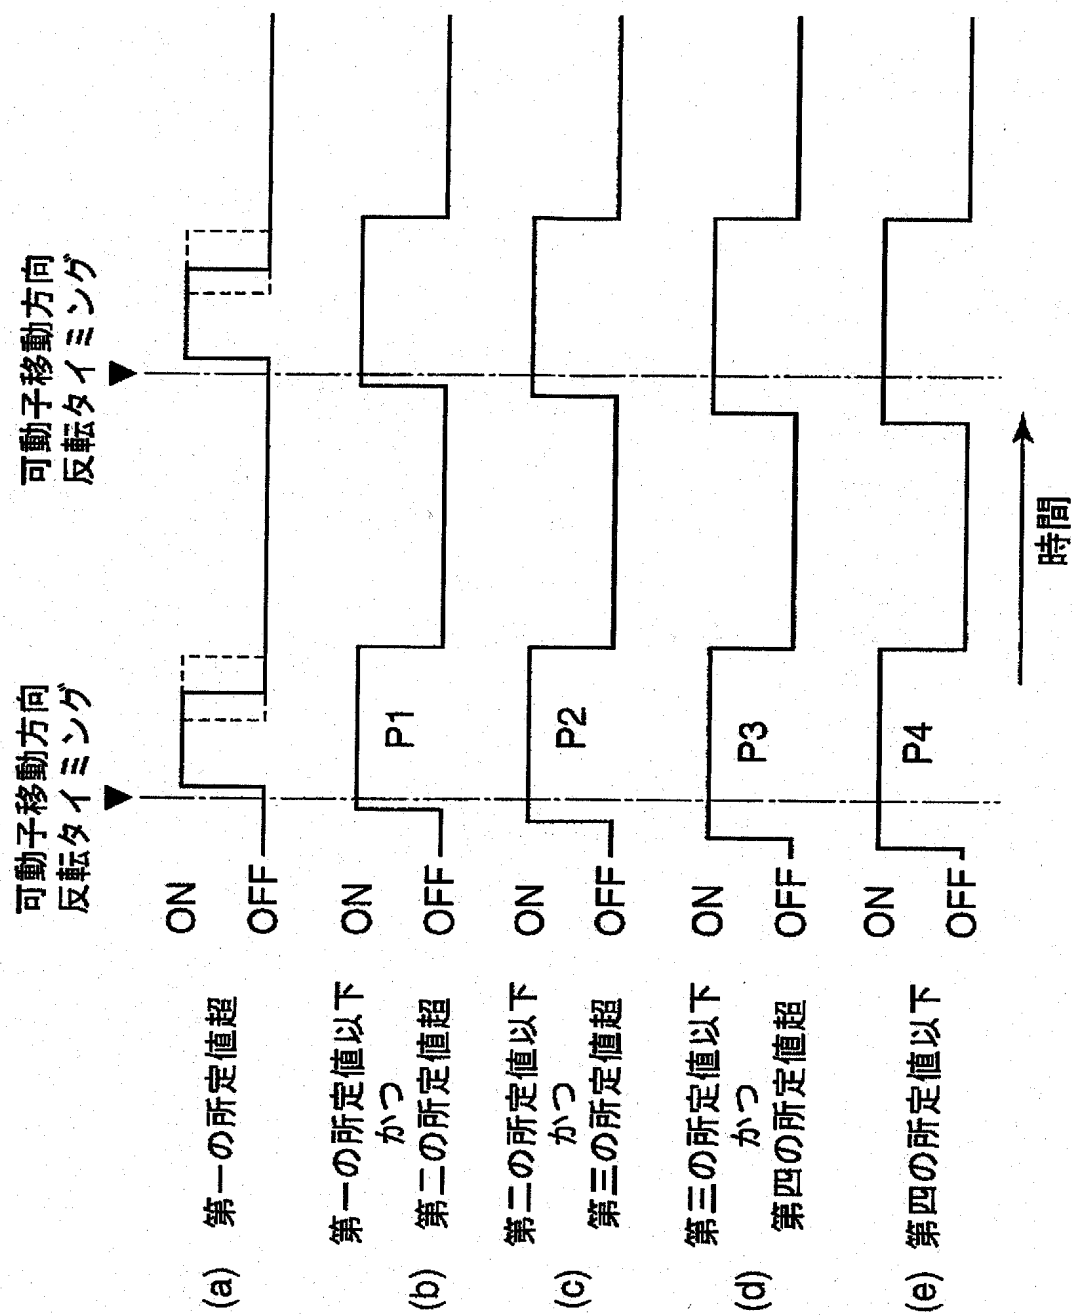 可動子移動方向
反転タイミング
可動子移動方向
反転タイミング
(a) 第一の所定値超
ON
OFF
(b) 第一の所定値以下
かつ
第二の所定値超
ON
OFF
P1
(c) 第二の所定値以下
かつ
第三の所定値超
ON
OFF
P2
(d) 第三の所定値以下
かつ
第四の所定値超
ON
OFF
P3
(e) 第四の所定値以下
ON
OFF
P4
時間